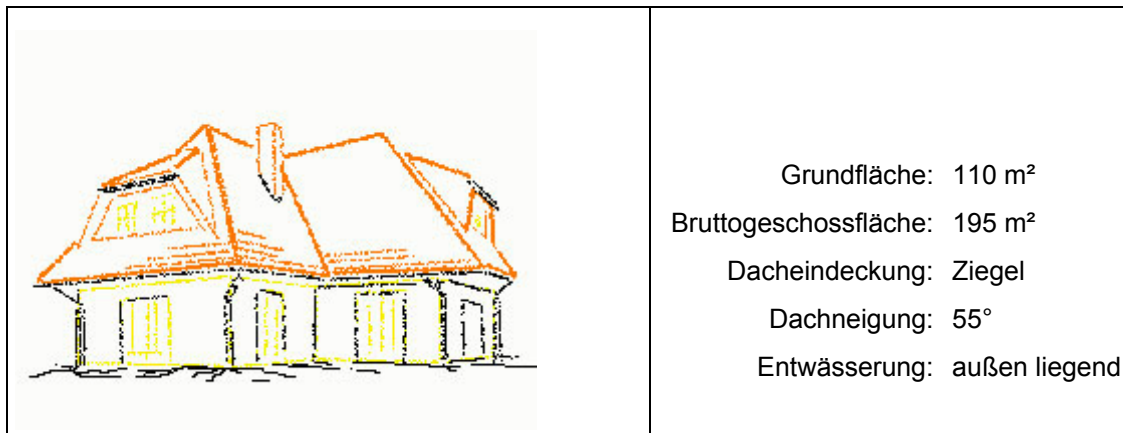 Grundfläche: 110 m²
Bruttogeschossfläche: 195 m²
Dacheindeckung: Ziegel
Dachneigung: 55°
Entwässerung: außen liegend